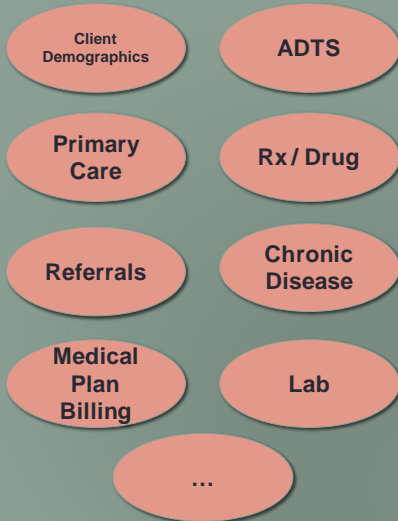 Client
Demographics
ADTS
Primary
Care
Rx / Drug
Referrals
Chronic
Disease
Medical
Plan
Billing
Lab
...